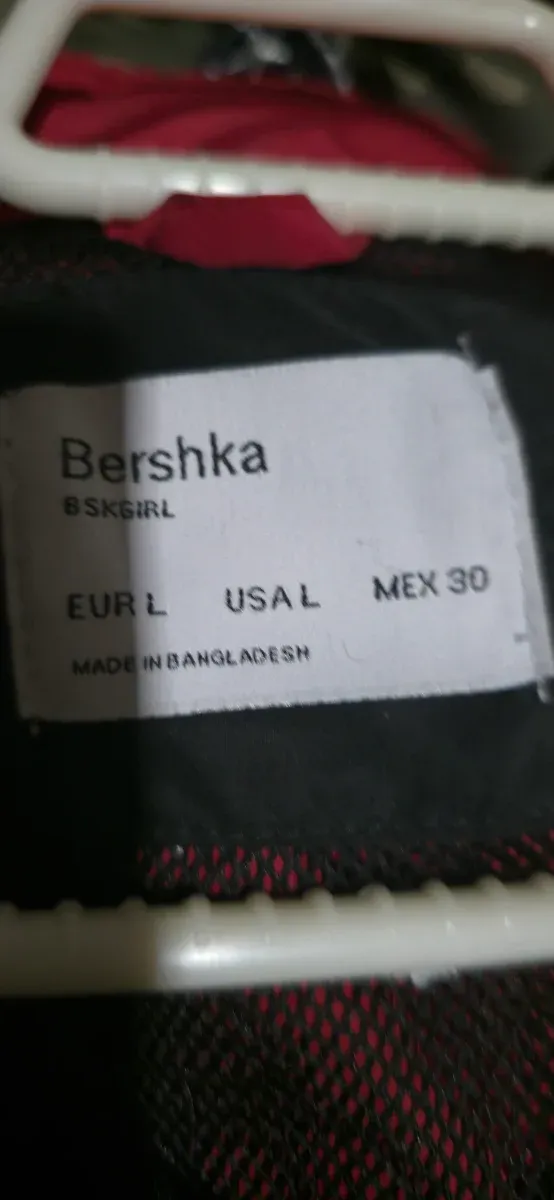 Bershka
BSKGIRL
EUR L USA L MEX 30
MADE IN BANGLADESH